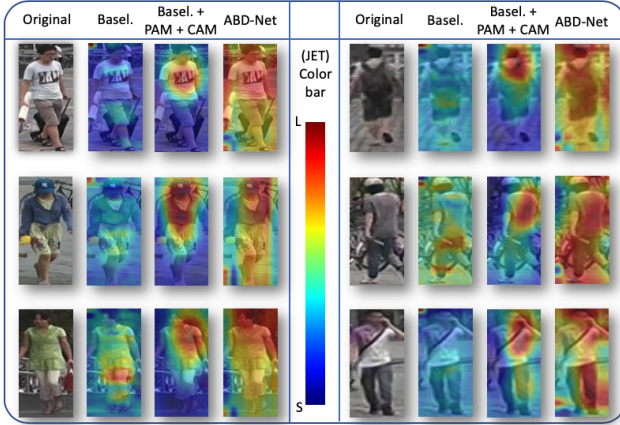 Original Basel. Basel. + PAM + CAM ABD-Net
(JET)
Color
bar
L
S
Original Basel. Basel. + PAM + CAM ABD-Net